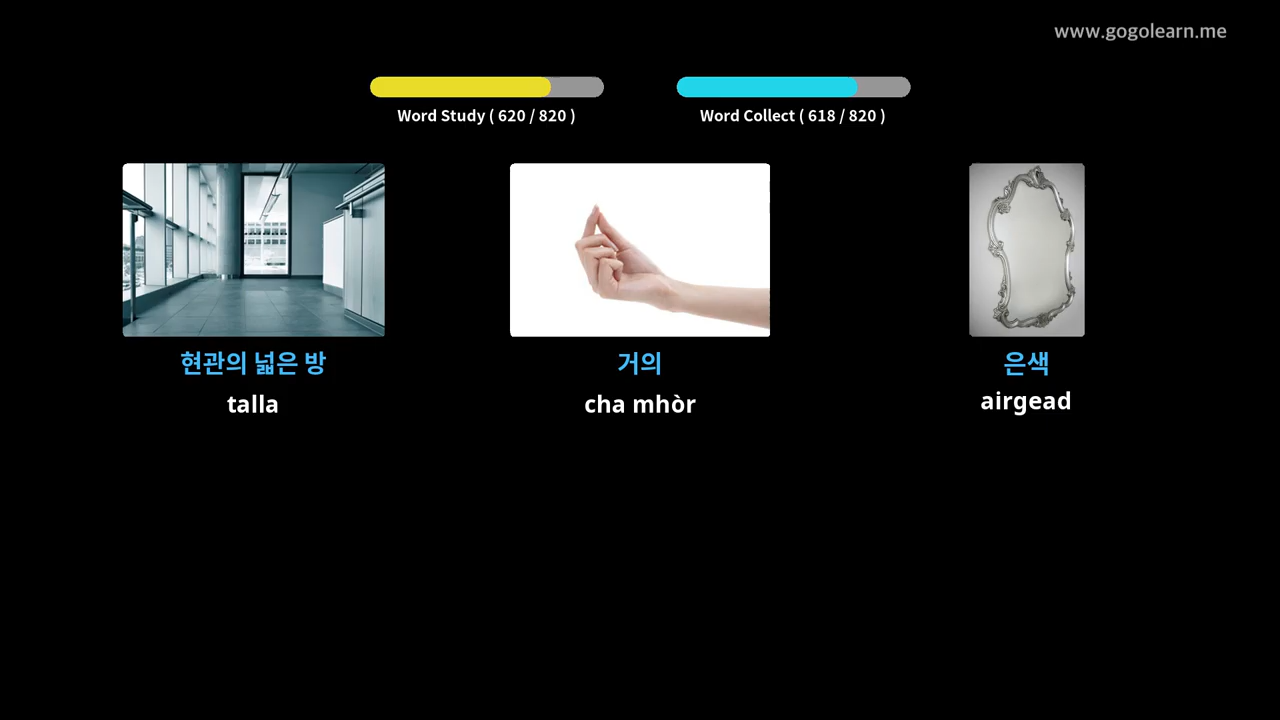 www.gogolearn.me
Word Study ( 620 / 820 )
Word Collect ( 618 / 820 )
현관의 넓은 방
거의
은색
talla
cha mhòr
airgead